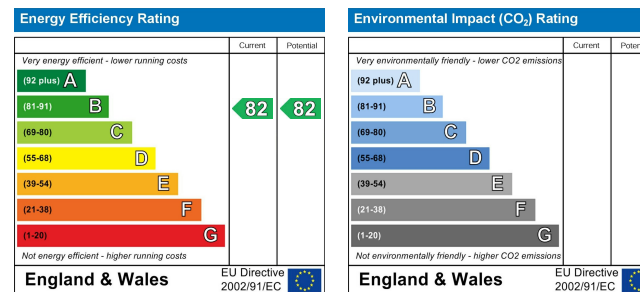 Energy Efficiency Rating
Current Potential
Very energy efficient - lower running costs
(92 plus) A
(81-91) B 82 82
(69-80) C
(55-68) D
(39-54) E
(21-38) F
(1-20) G
Not energy efficient - higher running costs
England & Wales
EU Directive
2002/91/EC
Environmental Impact (CO₂) Rating
Current Poten
Very environmentally friendly - lower CO2 emissions
(92 plus) A
(81-91) B
(69-80) C
(55-68) D
(39-54) E
(21-38) F
(1-20) G
Not environmentally friendly - higher CO2 emissions
England & Wales
EU Directive
2002/91/EC